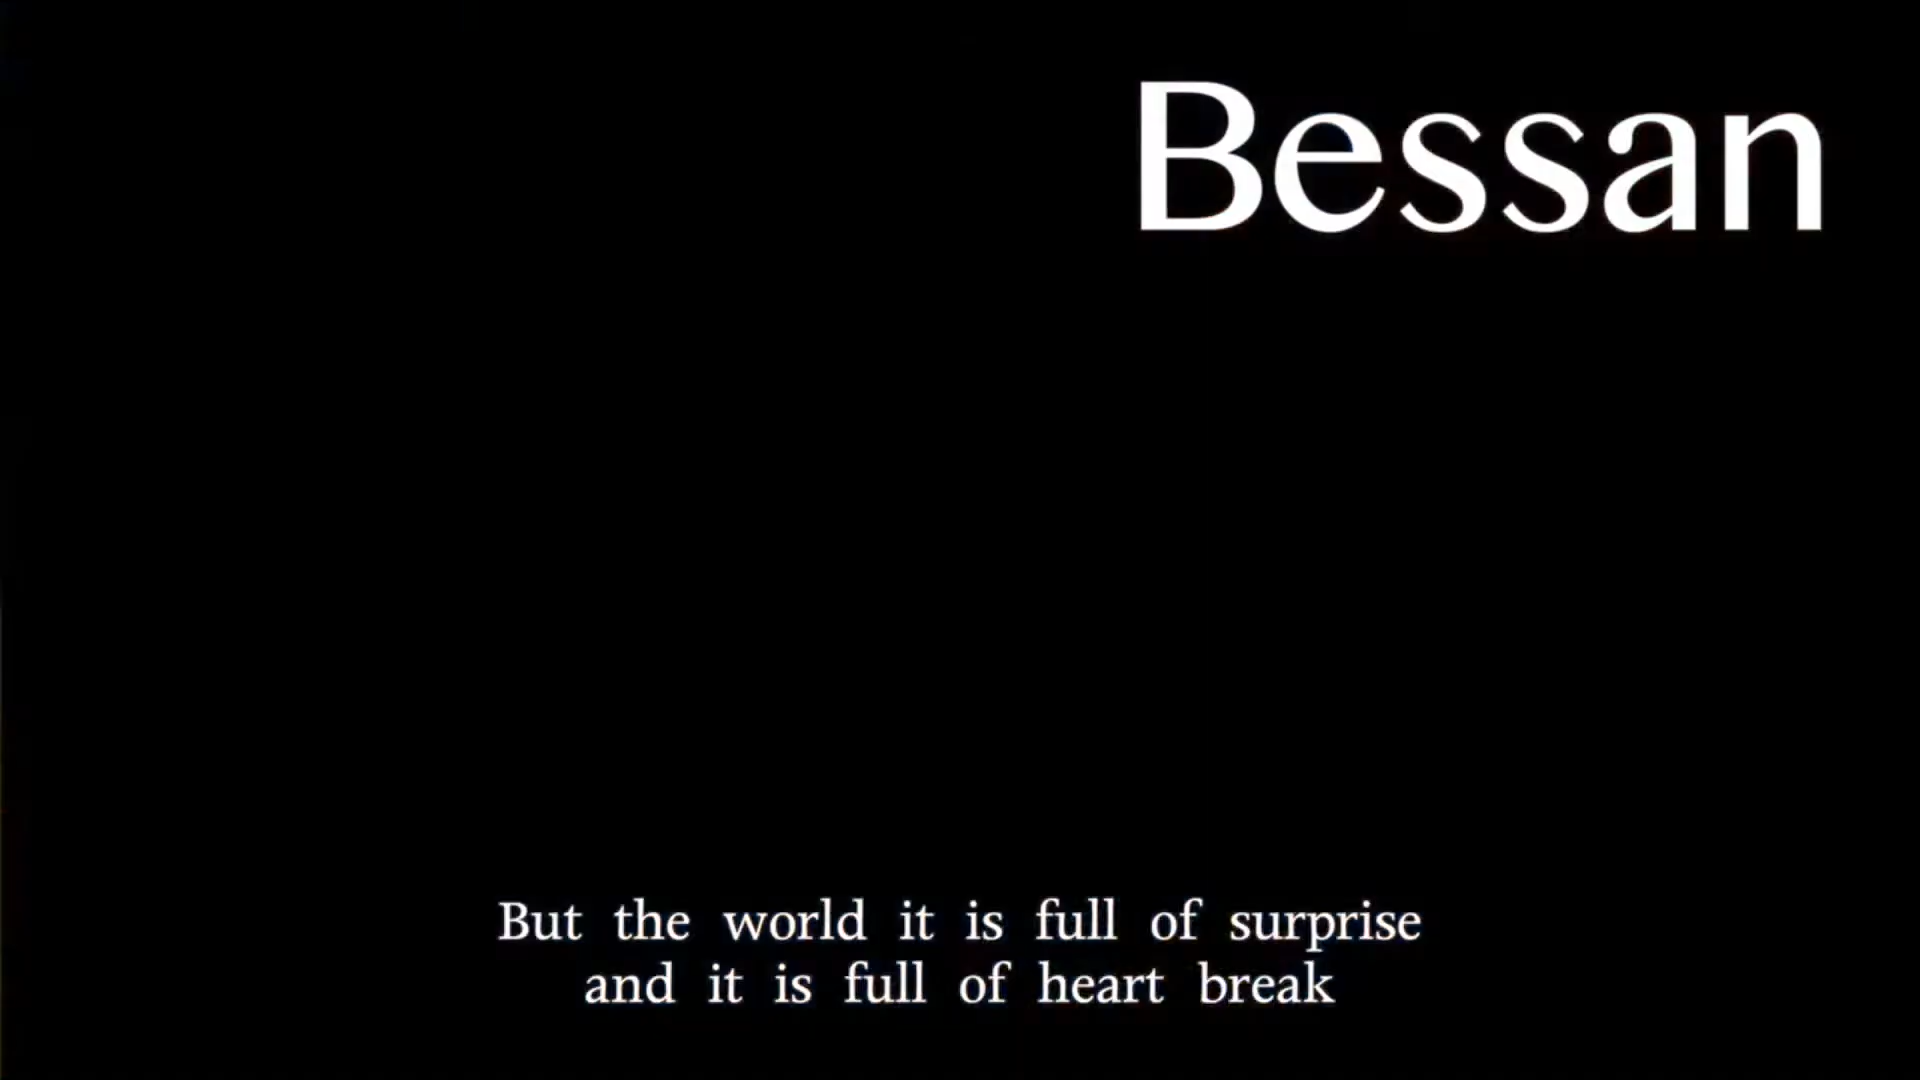 Bessan
But the world it is full of surprise
and it is full of heart break